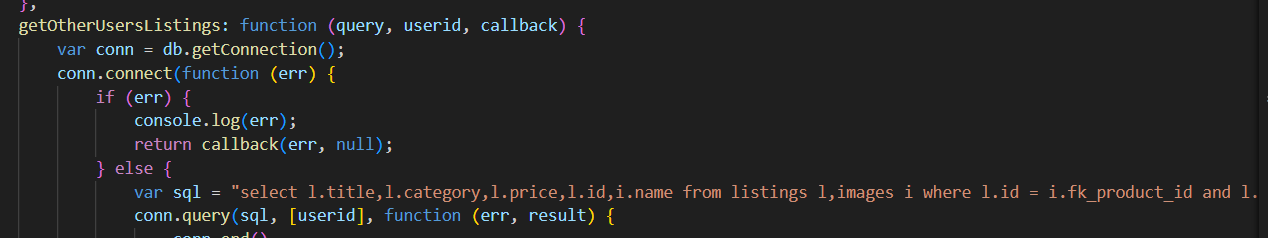 },
getOtherUsersListings: function (query, userid, callback) {
var conn = db.getConnection();
conn.connect(function (err) {
if (err) {
console.log(err);
return callback(err, null);
} else {
var sql = "select l.title,l.category,l.price,l.id,i.name from listings l,images i where l.id = i.fk_product_id and l.
conn.query(sql, [userid], function (err, result) {
conn.end()